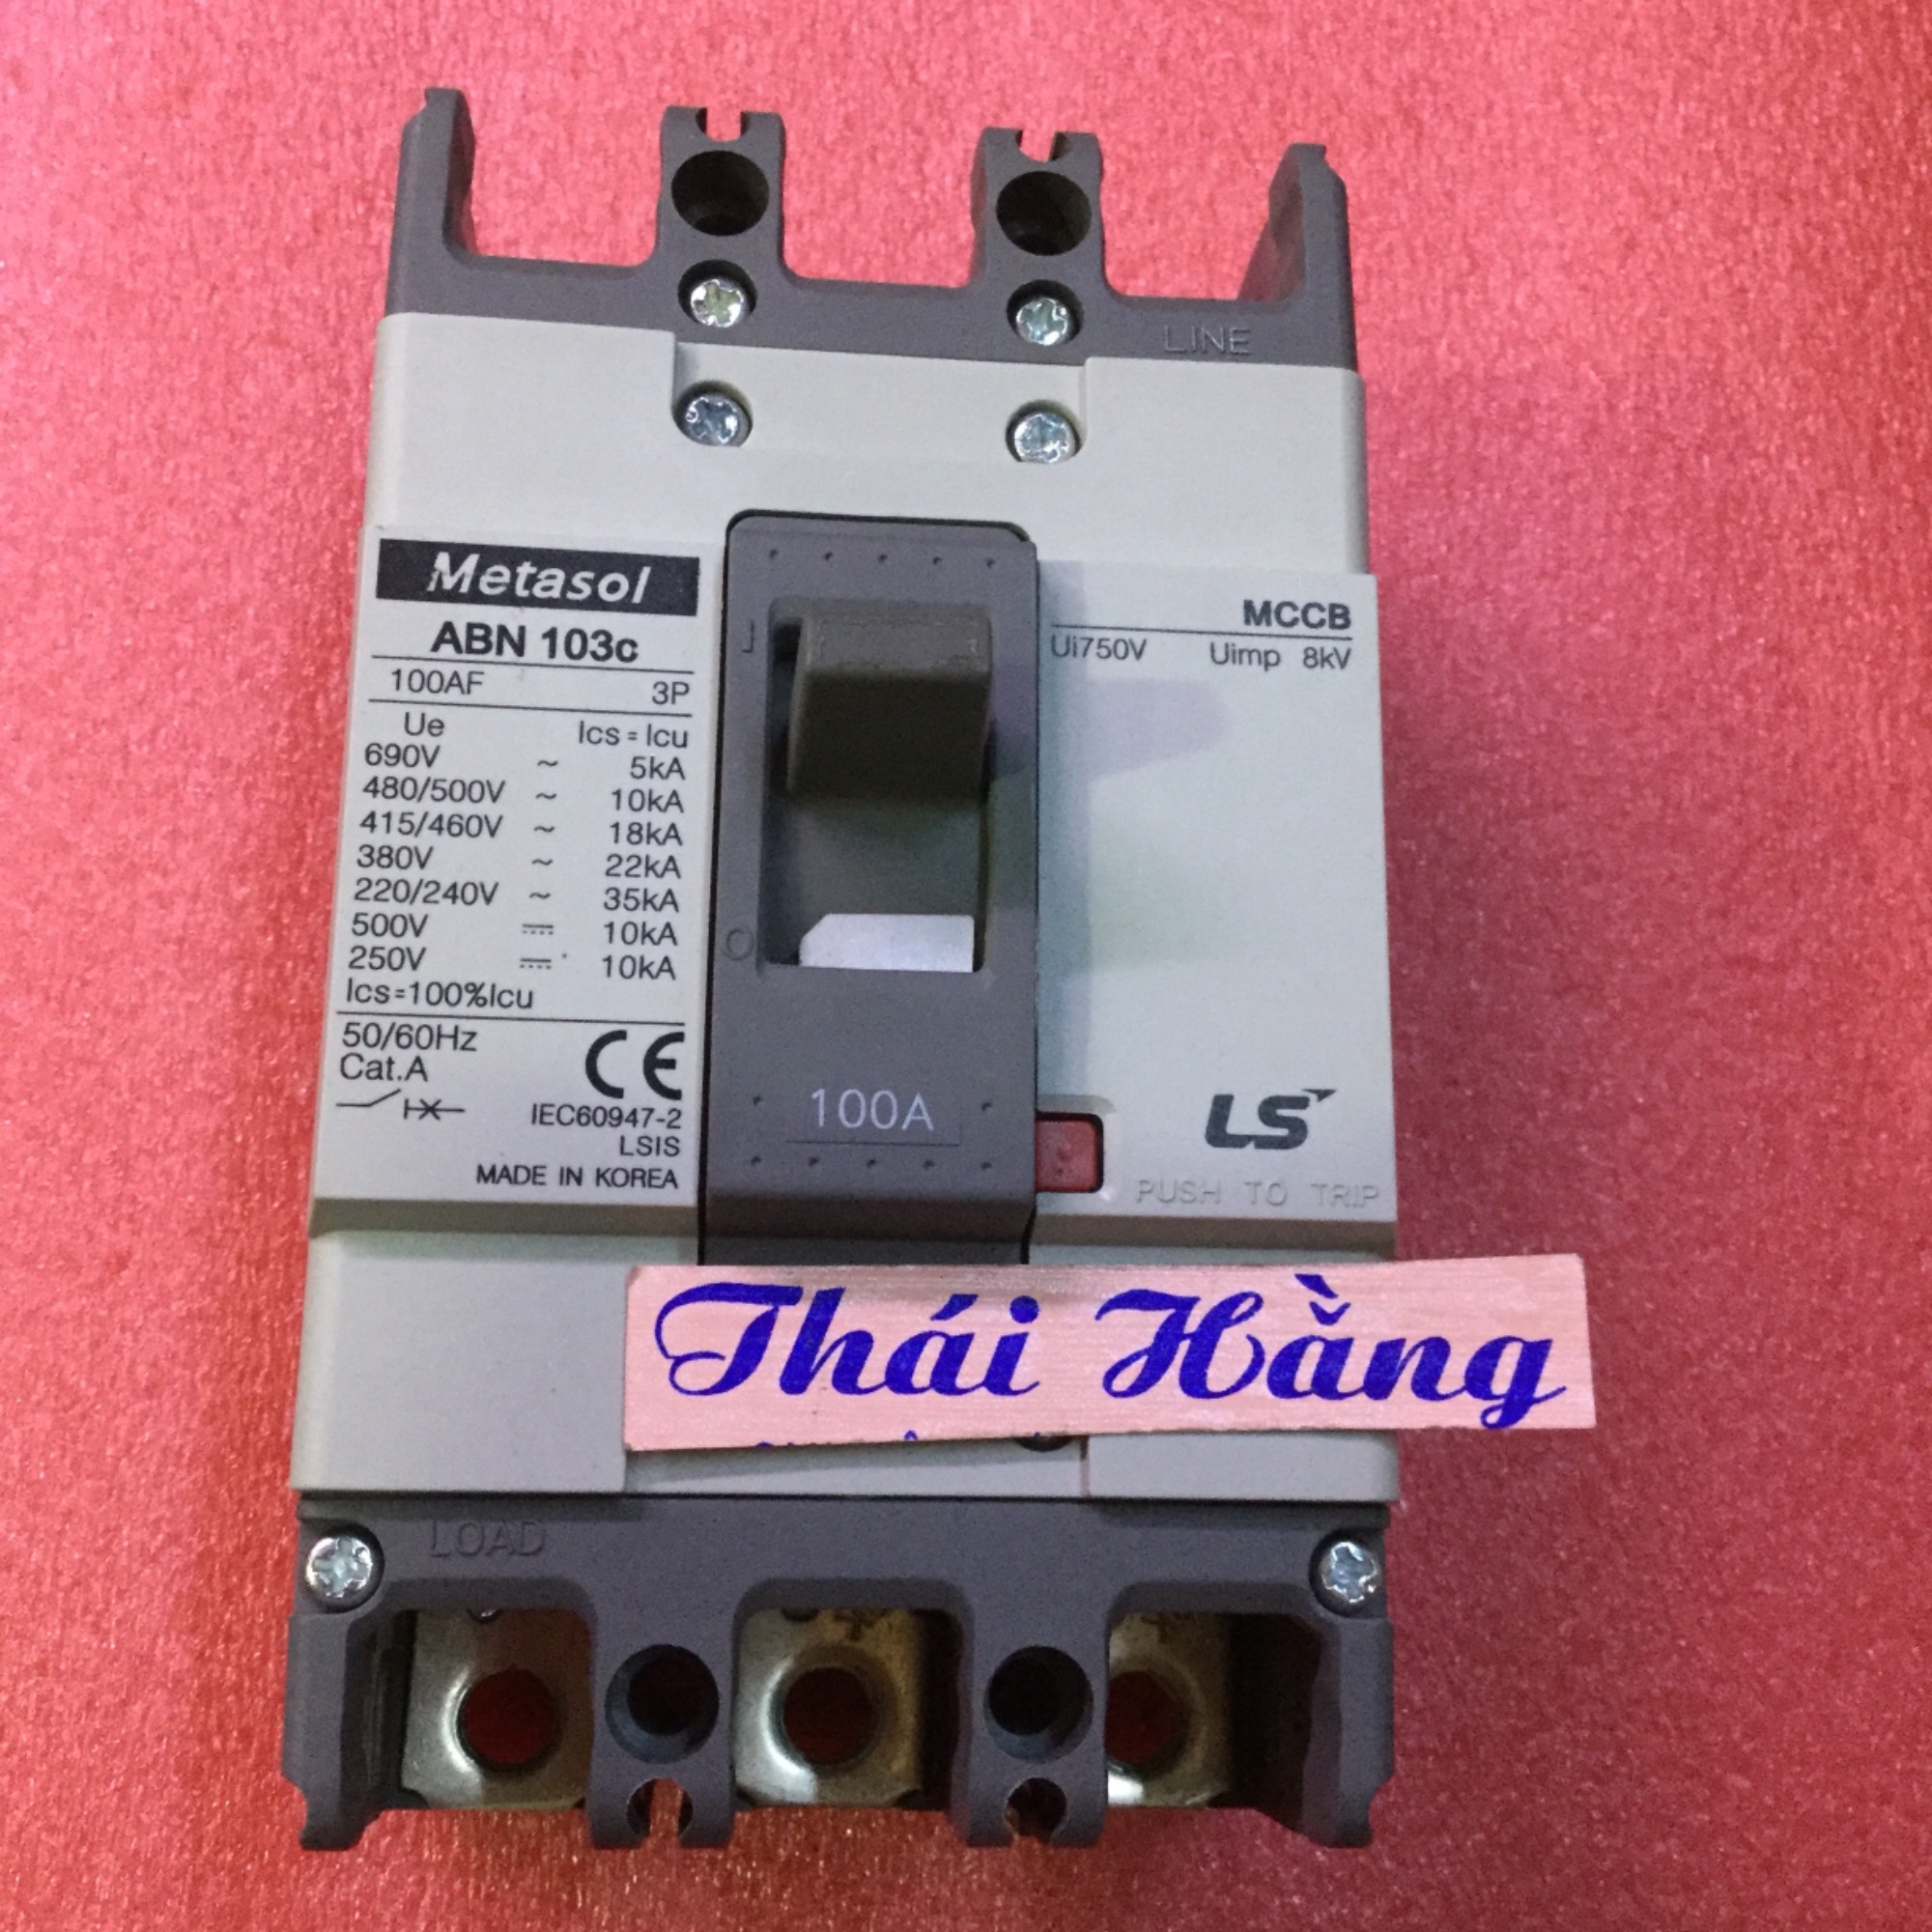 LINE
Metasol
ABN 103c
100AF 3P
Ue Ics = Icu
690V ~ 5kA
480/500V ~ 10kA
415/460V ~ 18kA
380V ~ 22kA
220/240V ~ 35kA
500V ⎓ 10kA
250V ⎓ 10kA
Ics=100%Icu
50/60Hz
Cat.A CE
IEC60947-2
LSIS
MADE IN KOREA
I
O
100A
MCCB
Ui750V Uimp 8kV
LS
PUSH TO TRIP
Thái Hằng
LOAD